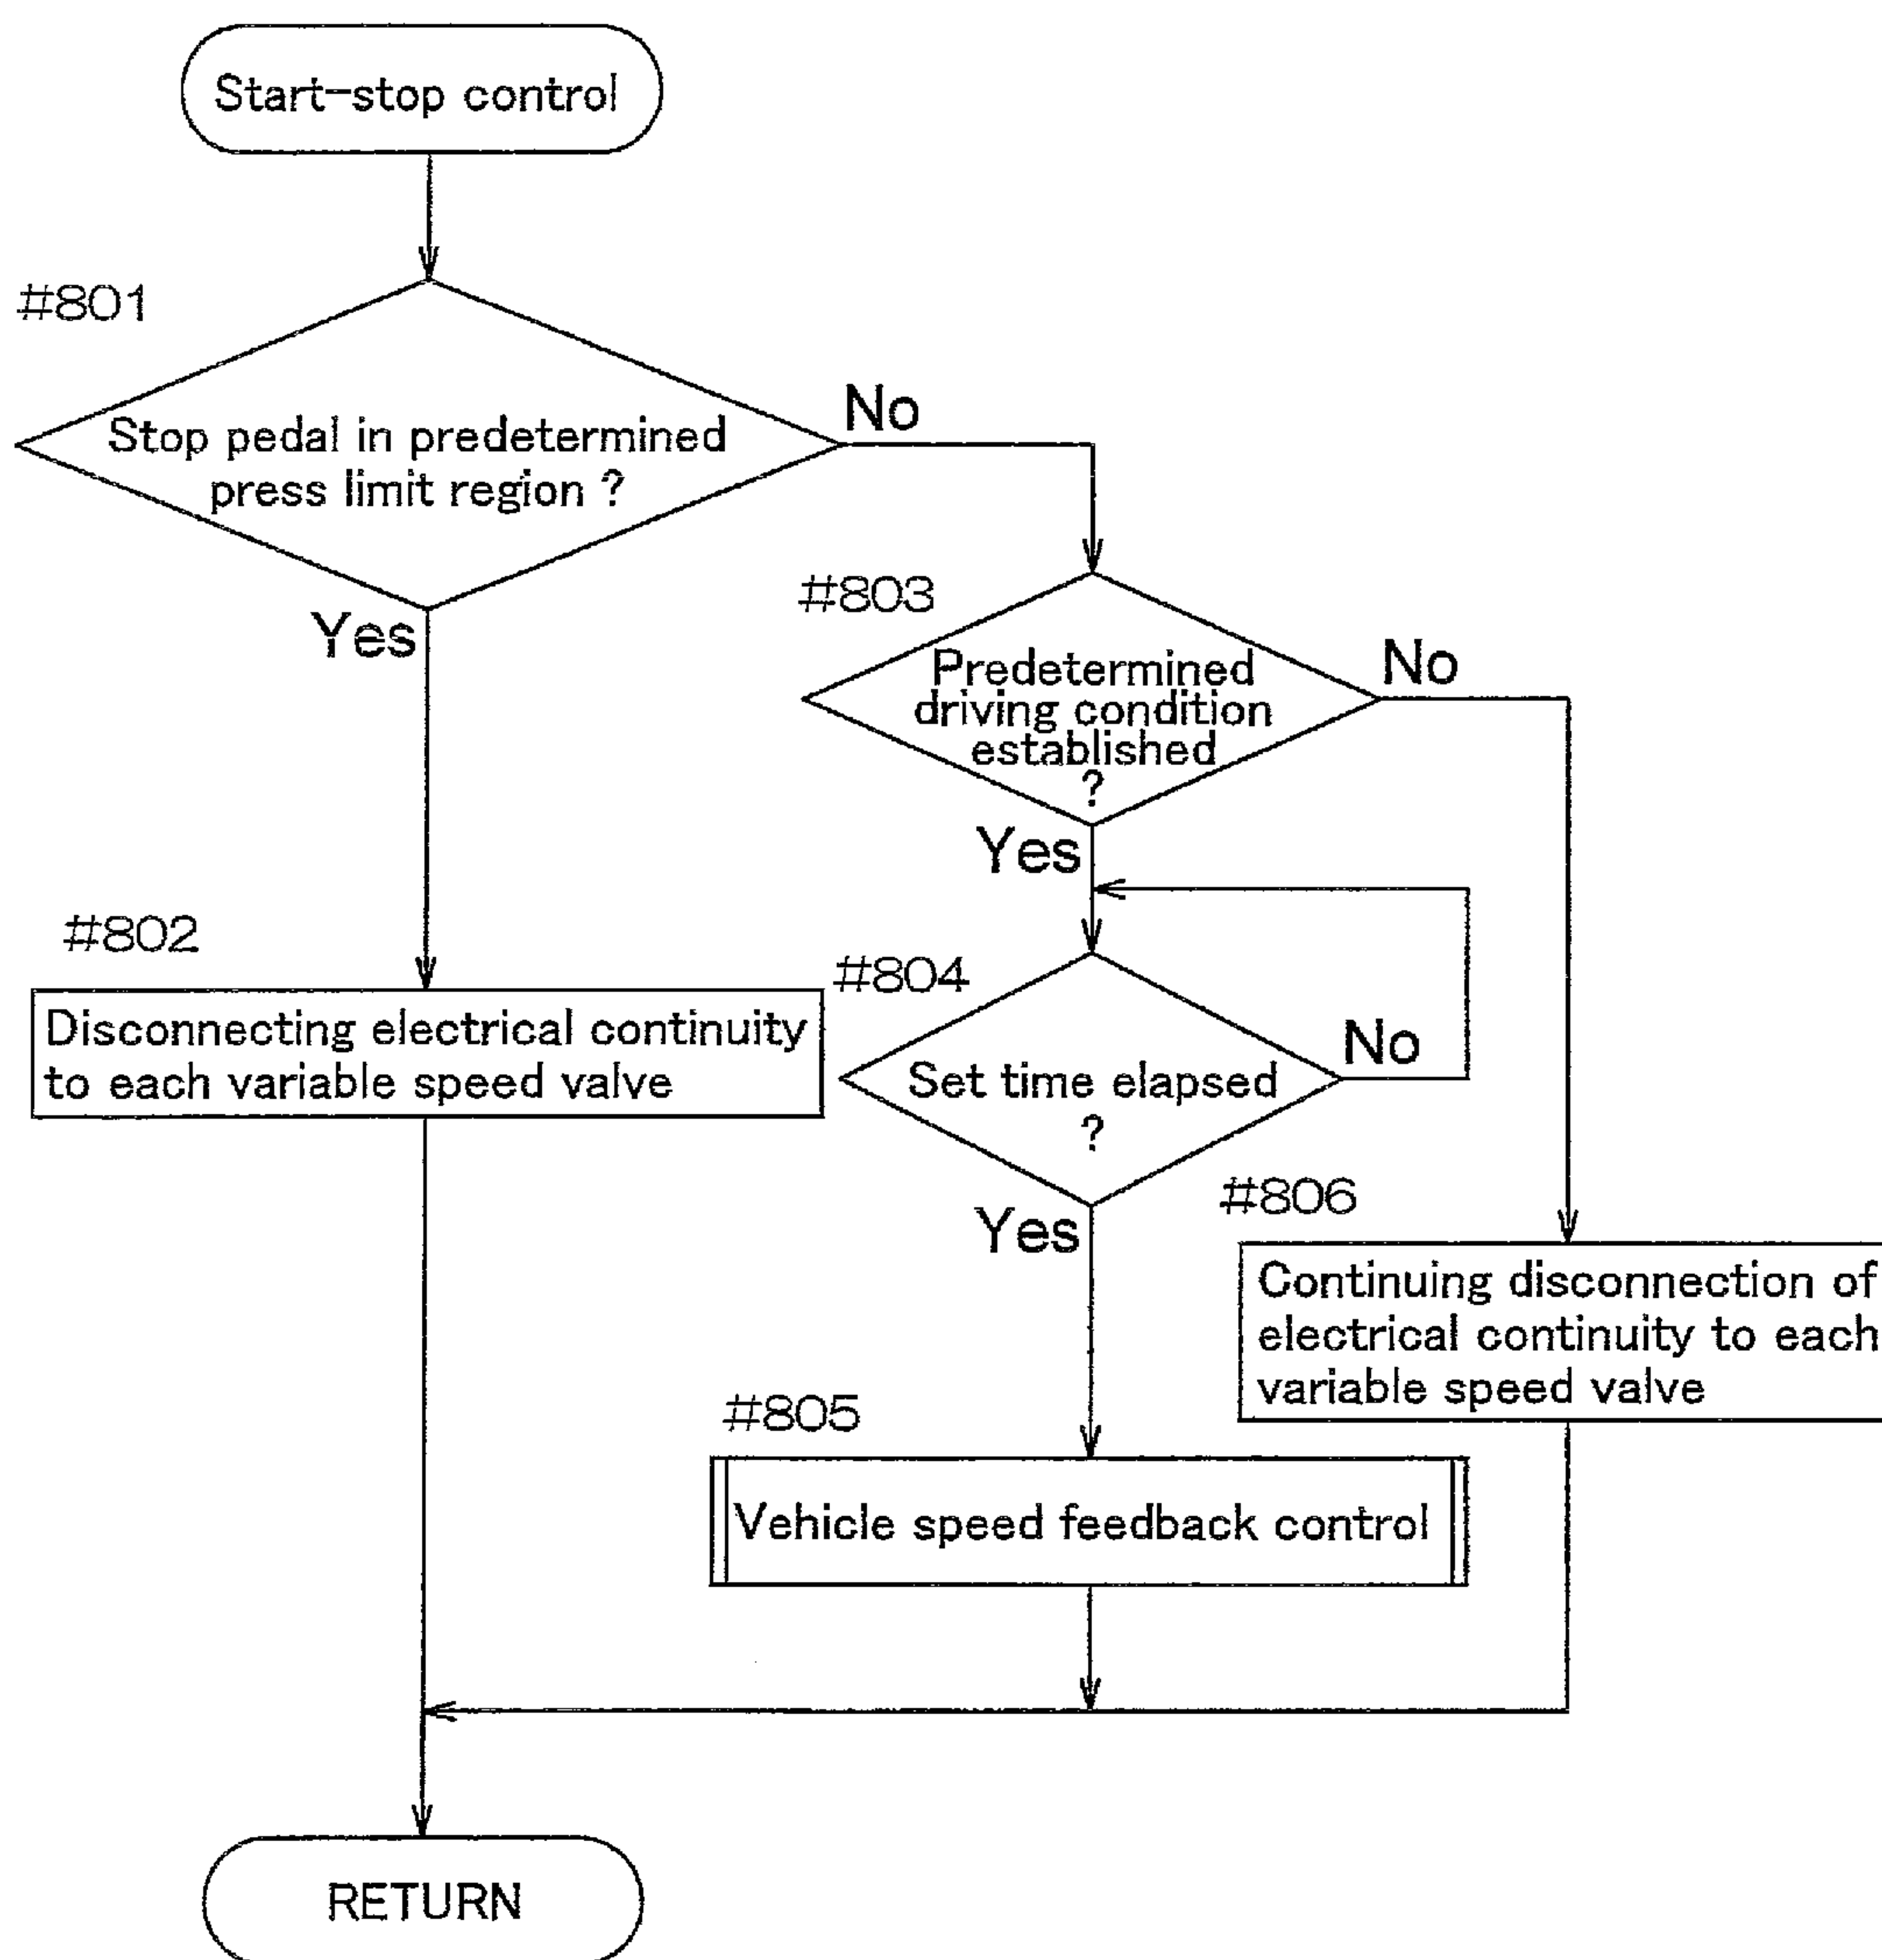 Start-stop control
#801
Stop pedal in predetermined
press limit region ?
No
Yes
#803
Predetermined
driving condition
established
?
No
Yes
#802
Disconnecting electrical continuity
to each variable speed valve
#804
Set time elapsed
?
No
Yes
#806
Continuing disconnection of
electrical continuity to each
variable speed valve
#805
Vehicle speed feedback control
RETURN